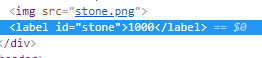 <img src="stone.png">
<label id="stone">1000</label> == $0
</div>